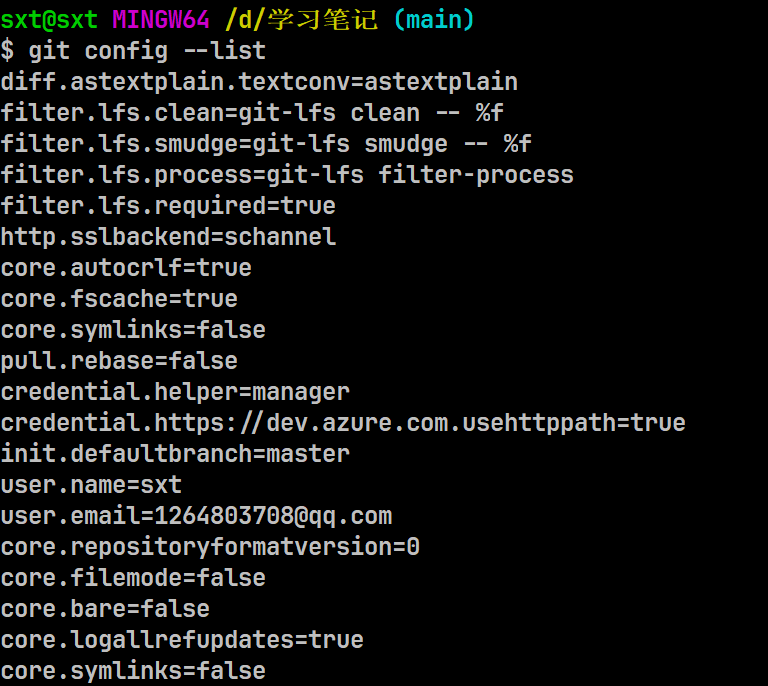 sxt@sxt MINGW64 /d/学习笔记 (main)
$ git config --list
diff.astextplain.textconv=astextplain
filter.lfs.clean=git-lfs clean -- %f
filter.lfs.smudge=git-lfs smudge -- %f
filter.lfs.process=git-lfs filter-process
filter.lfs.required=true
http.sslbackend=schannel
core.autocrlf=true
core.fscache=true
core.symlinks=false
pull.rebase=false
credential.helper=manager
credential.https://dev.azure.com.usehttppath=true
init.defaultbranch=master
user.name=sxt
user.email=1264803708@qq.com
core.repositoryformatversion=0
core.filemode=false
core.bare=false
core.logallrefupdates=true
core.symlinks=false